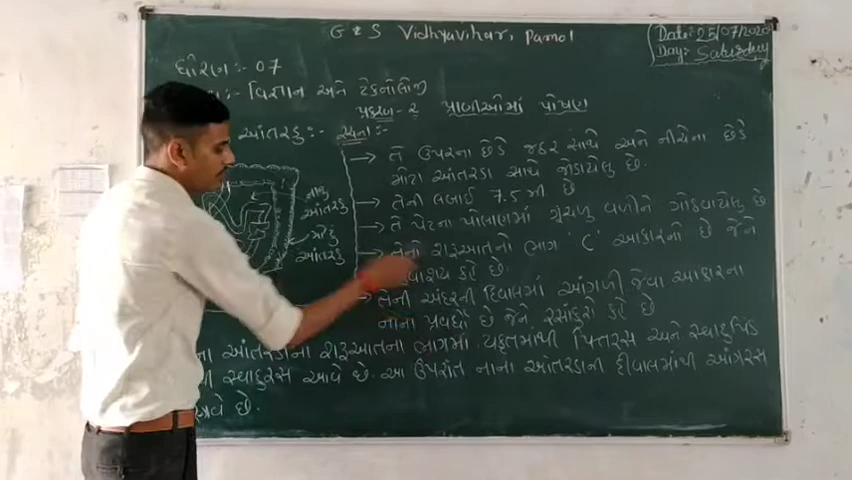 G & S Vidhyavihar, Pamol
Date: 25/07/2020
Day: Saturday
ધોરણ :- 07
વિજ્ઞાન અને ટેકનોલોજી
પ્રકરણ - ૨ પ્રાણીઓમાં પોષણ
આંતરડુ :- રચના :-
→ તે ઉપરના છેડે જઠર સાથે અને નીચેના છેડે
મોટા આંતરડા સાથે જોડાયેલુ છે.
→ તેની લંબાઈ 7.5 મી છે
→ તે પેટના પોલાણમાં ગૂંચળુ વળીને ગોઠવાયેલુ છે
→ તેનો શરૂઆતનો ભાગ 'C' આકારનો છે જેને
કહે છે.
→ તેની અંદરની દિવાલમાં આંગળી જેવા આકારના
નાના પ્રવર્ધો છે જેને રસાંકુરો કહે છે
નાનુ
આંતરડુ
મોટું
આંતરડુ
ના આંતરડાના શરૂઆતના ભાગમાં યકૃતમાંથી પિત્તરસ અને સ્વાદુપિંડ
સ્વાદુરસ આવે છે. આ ઉપરાંત નાના આંતરડાની દીવાલમાંથી આંત્રરસ
આવે છે.